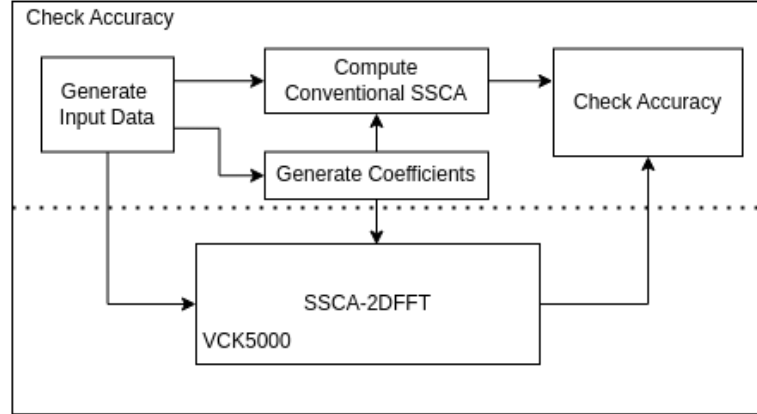 Check Accuracy
Generate
Input Data
Compute
Conventional SSCA
Check Accuracy
Generate Coefficients
SSCA-2DFFT
VCK5000